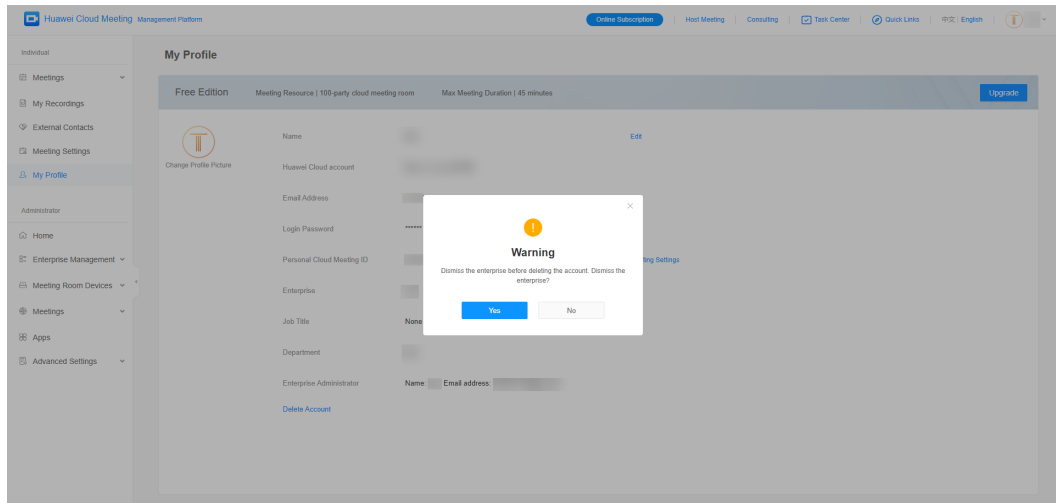 Huawei Cloud Meeting Management Platform
Online Subscription
Host Meeting
Consulting
Task Center
Quick Links
中文 | English
Individual
Meetings
My Recordings
External Contacts
Meeting Settings
My Profile
Administrator
Home
Enterprise Management
Meeting Room Devices
Meetings
Apps
Advanced Settings
My Profile
Free Edition Meeting Resource | 100-party cloud meeting room Max Meeting Duration | 45 minutes Upgrade
Change Profile Picture
Name Edit
Huawei Cloud account
Email Address
Login Password ******
Personal Cloud Meeting ID ting Settings
Enterprise
Job Title None
Department
Enterprise Administrator Name: Email address:
Delete Account
Warning
Dismiss the enterprise before deleting the account. Dismiss the
enterprise?
Yes No